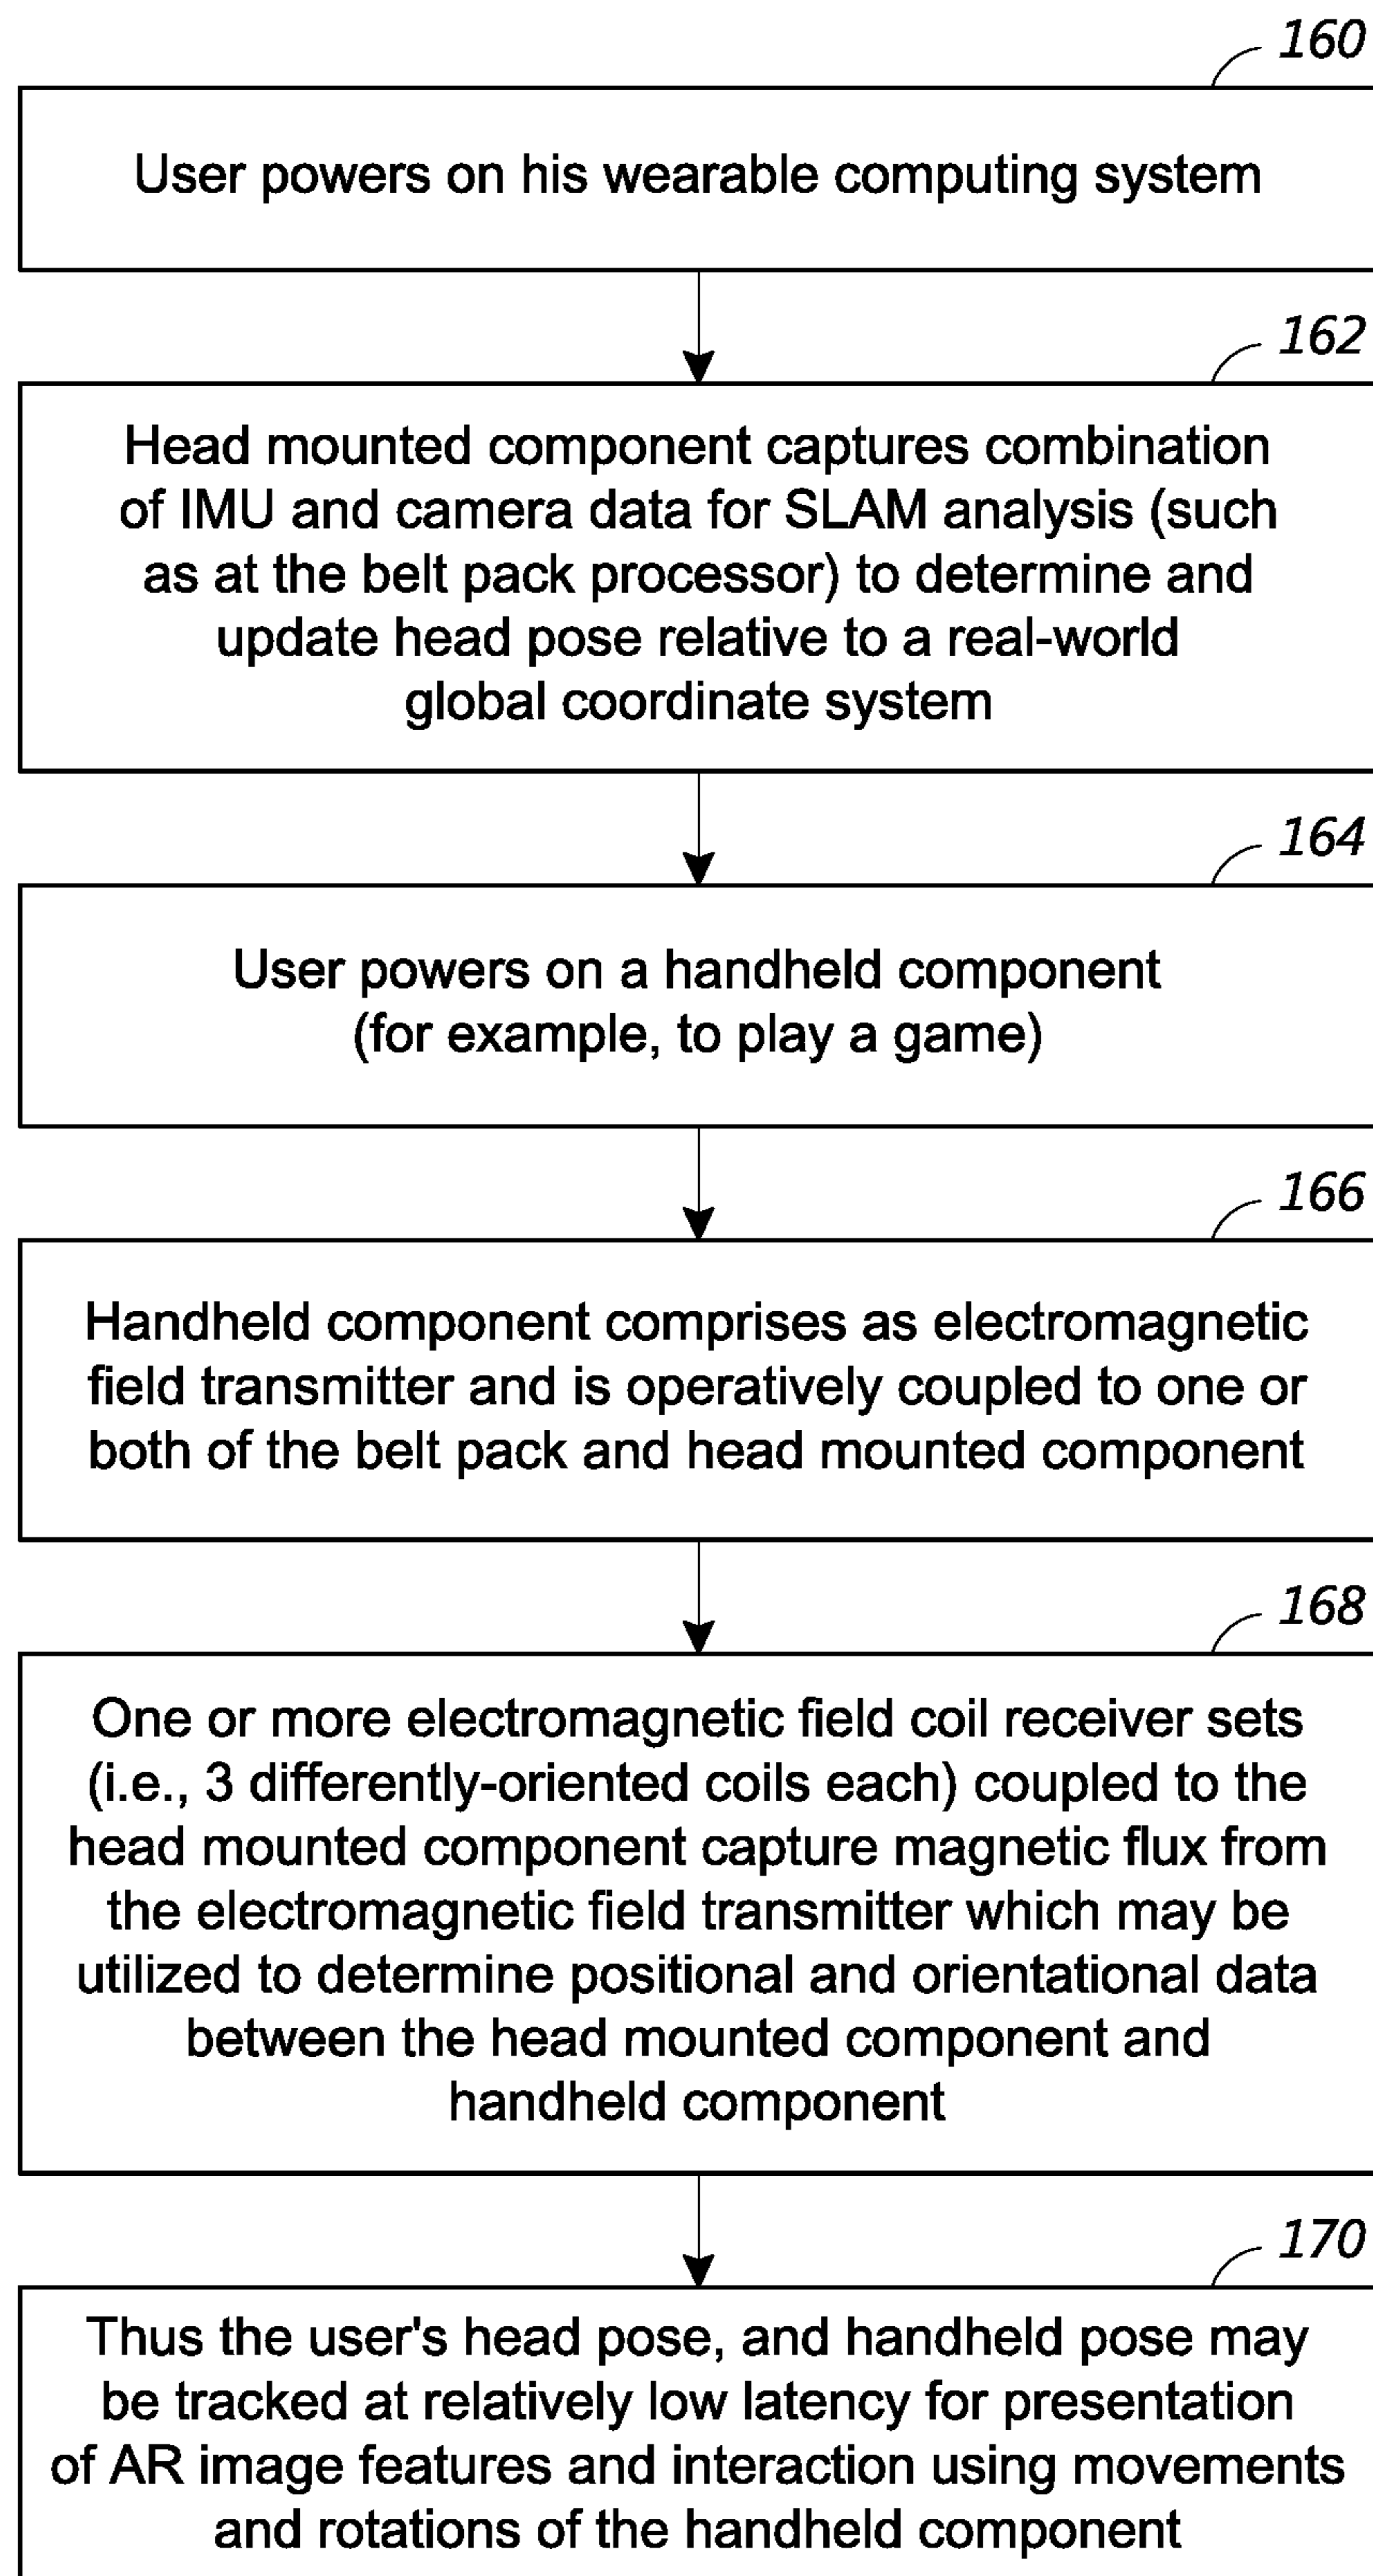 160
User powers on his wearable computing system
162
Head mounted component captures combination
of IMU and camera data for SLAM analysis (such
as at the belt pack processor) to determine and
update head pose relative to a real-world
global coordinate system
164
User powers on a handheld component
(for example, to play a game)
166
Handheld component comprises as electromagnetic
field transmitter and is operatively coupled to one or
both of the belt pack and head mounted component
168
One or more electromagnetic field coil receiver sets
(i.e., 3 differently-oriented coils each) coupled to the
head mounted component capture magnetic flux from
the electromagnetic field transmitter which may be
utilized to determine positional and orientational data
between the head mounted component and
handheld component
170
Thus the user's head pose, and handheld pose may
be tracked at relatively low latency for presentation
of AR image features and interaction using movements
and rotations of the handheld component